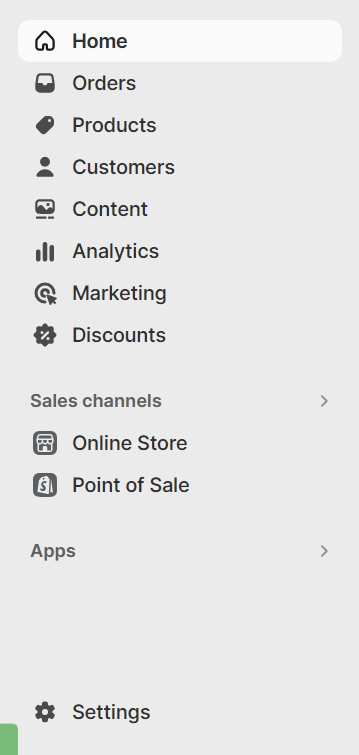 Home
Orders
Products
Customers
Content
Analytics
Marketing
Discounts
Sales channels
Online Store
Point of Sale
Apps
Settings